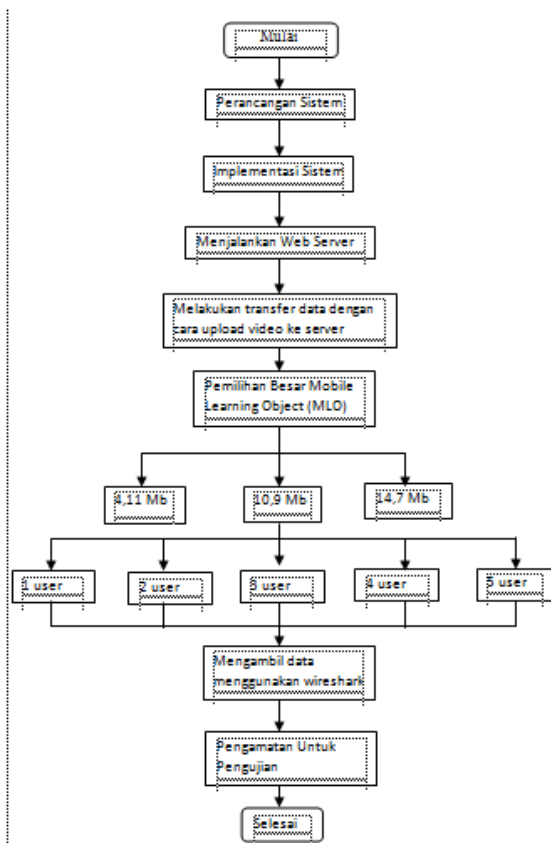 Mulai
Perancangan Sistem
Implementasi Sistem
Menjalankan Web Server
Melakukan transfer data dengan
cara upload video ke server
Pemilihan Besar Mobile
Learning Object (MLO)
4,11 Mb
10,9 Mb
14,7 Mb
1 user
2 user
3 user
4 user
5 user
Mengambil data
menggunakan wireshark
Pengamatan Untuk
Pengujian
Selesai